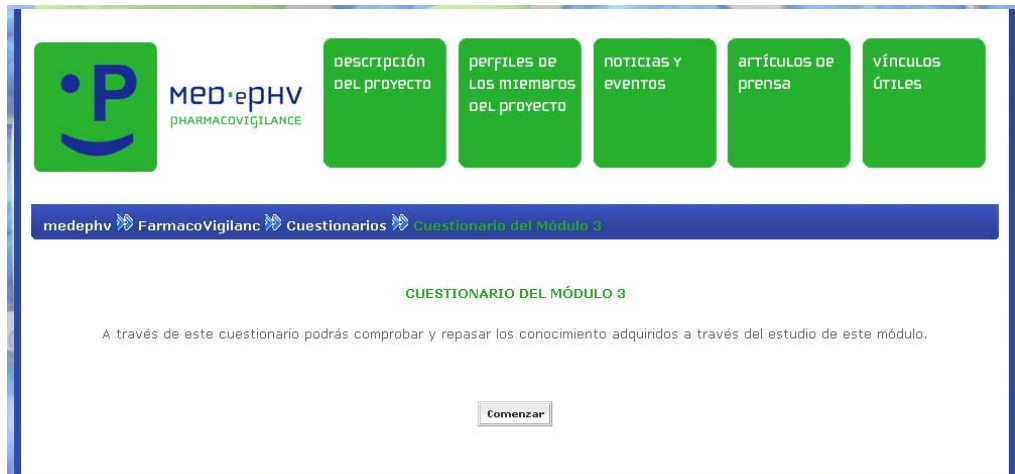 •P
MED•ePHV
PHARMACOVIGILANCE
Descripción
del proyecto
perfiles de
los miembros
del proyecto
noticias y
eventos
artículos de
prensa
vínculos
útiles
medephv FarmacoVigilanc Cuestionarios Cuestionario del Módulo 3
CUESTIONARIO DEL MÓDULO 3
A través de este cuestionario podrás comprobar y repasar los conocimiento adquiridos a través del estudio de este módulo.
Comenzar